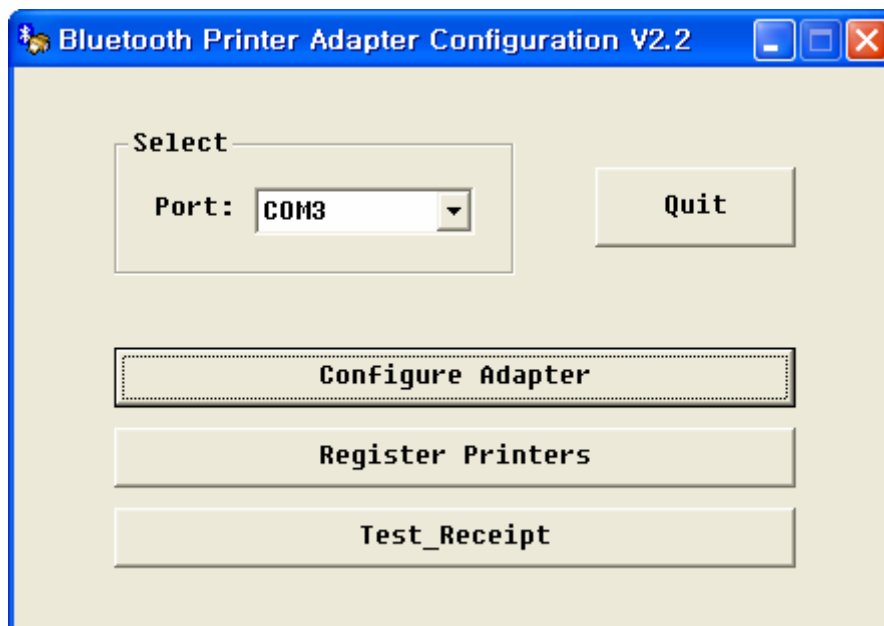 Bluetooth Printer Adapter Configuration V2.2
Select
Port: COM3
Quit
Configure Adapter
Register Printers
Test_Receipt